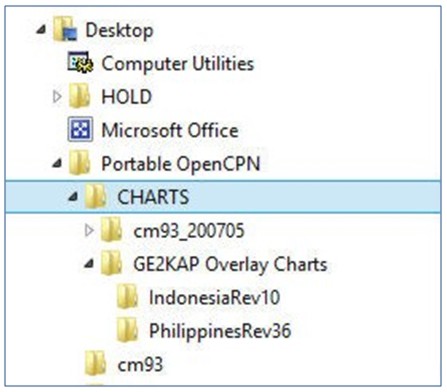 Desktop
Computer Utilities
HOLD
Microsoft Office
Portable OpenCPN
CHARTS
cm93_200705
GE2KAP Overlay Charts
IndonesiaRev10
PhilippinesRev36
cm93